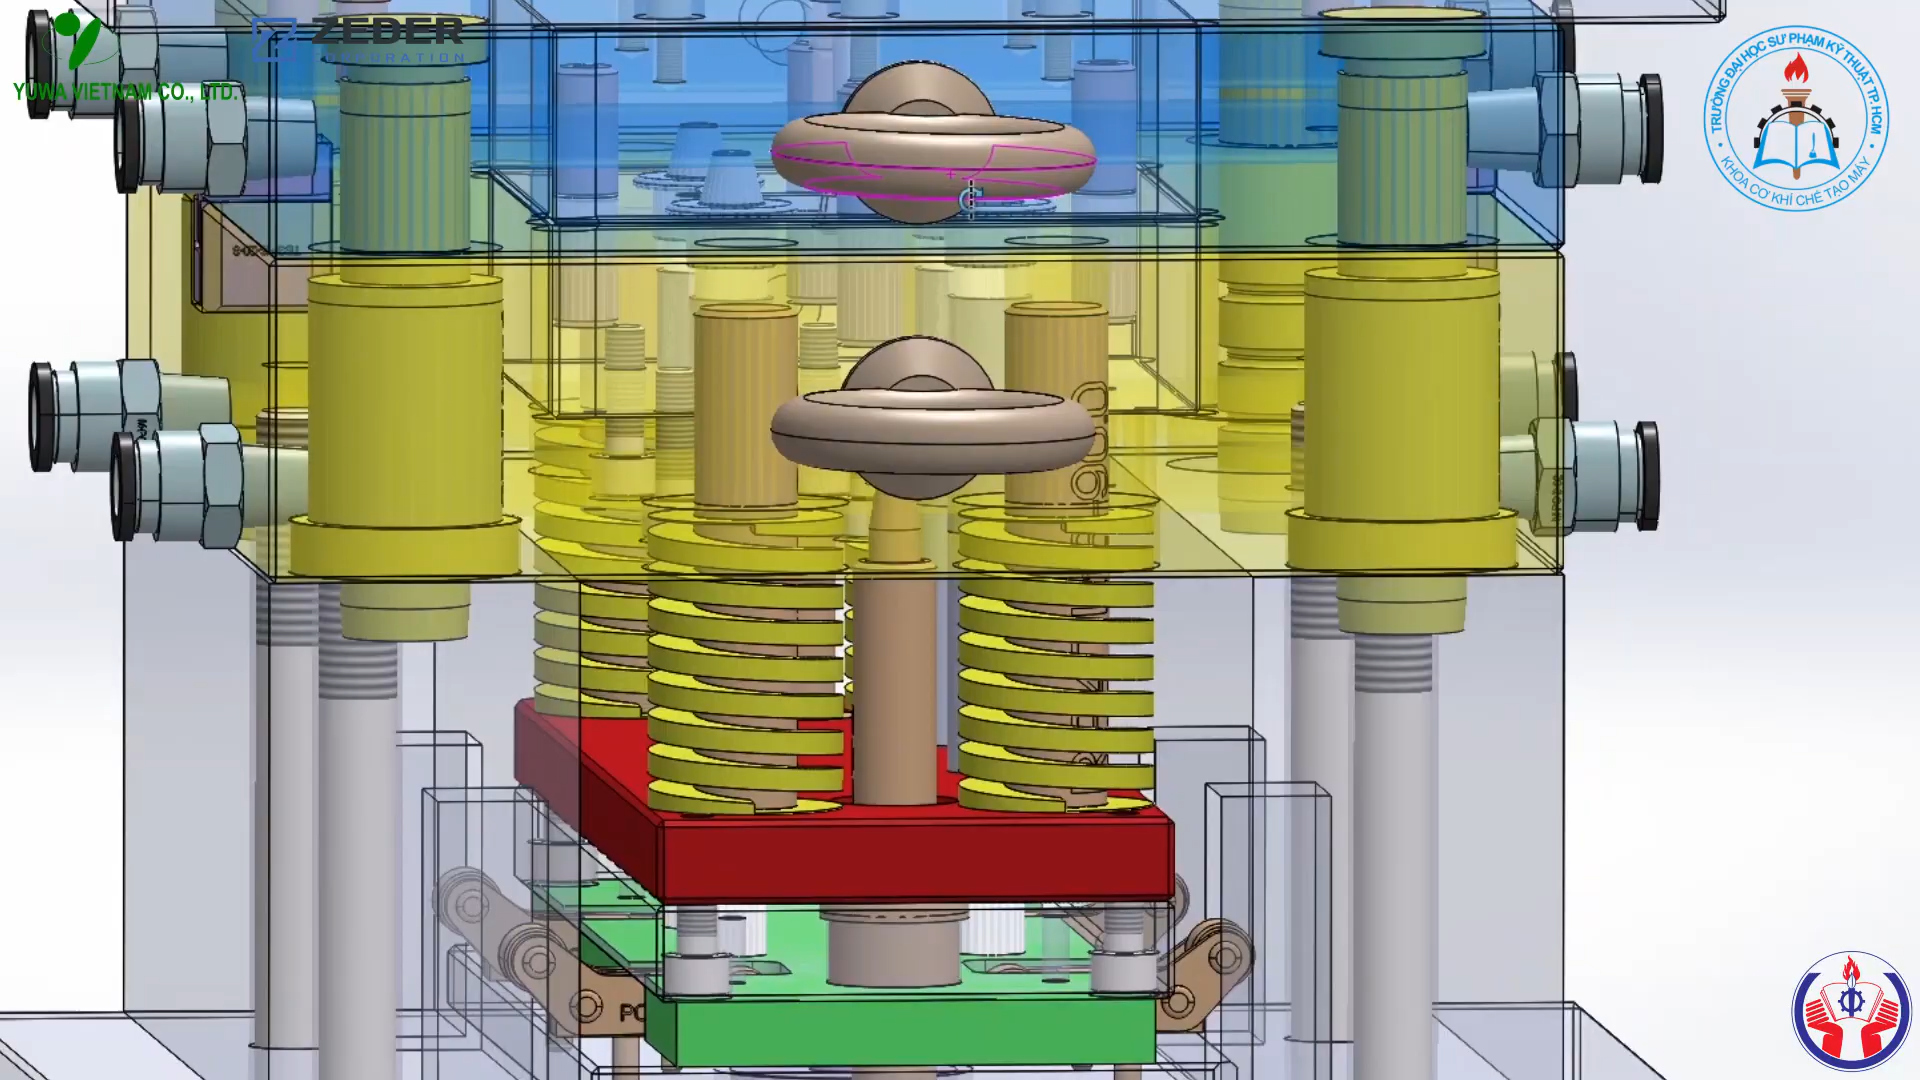 ZEDER
YUWA VIETNAM CO., LTD.
TRƯỜNG ĐẠI HỌC SƯ PHẠM KỸ THUẬT TP. HCM
• KHOA CƠ KHÍ CHẾ TẠO MÁY •
PC